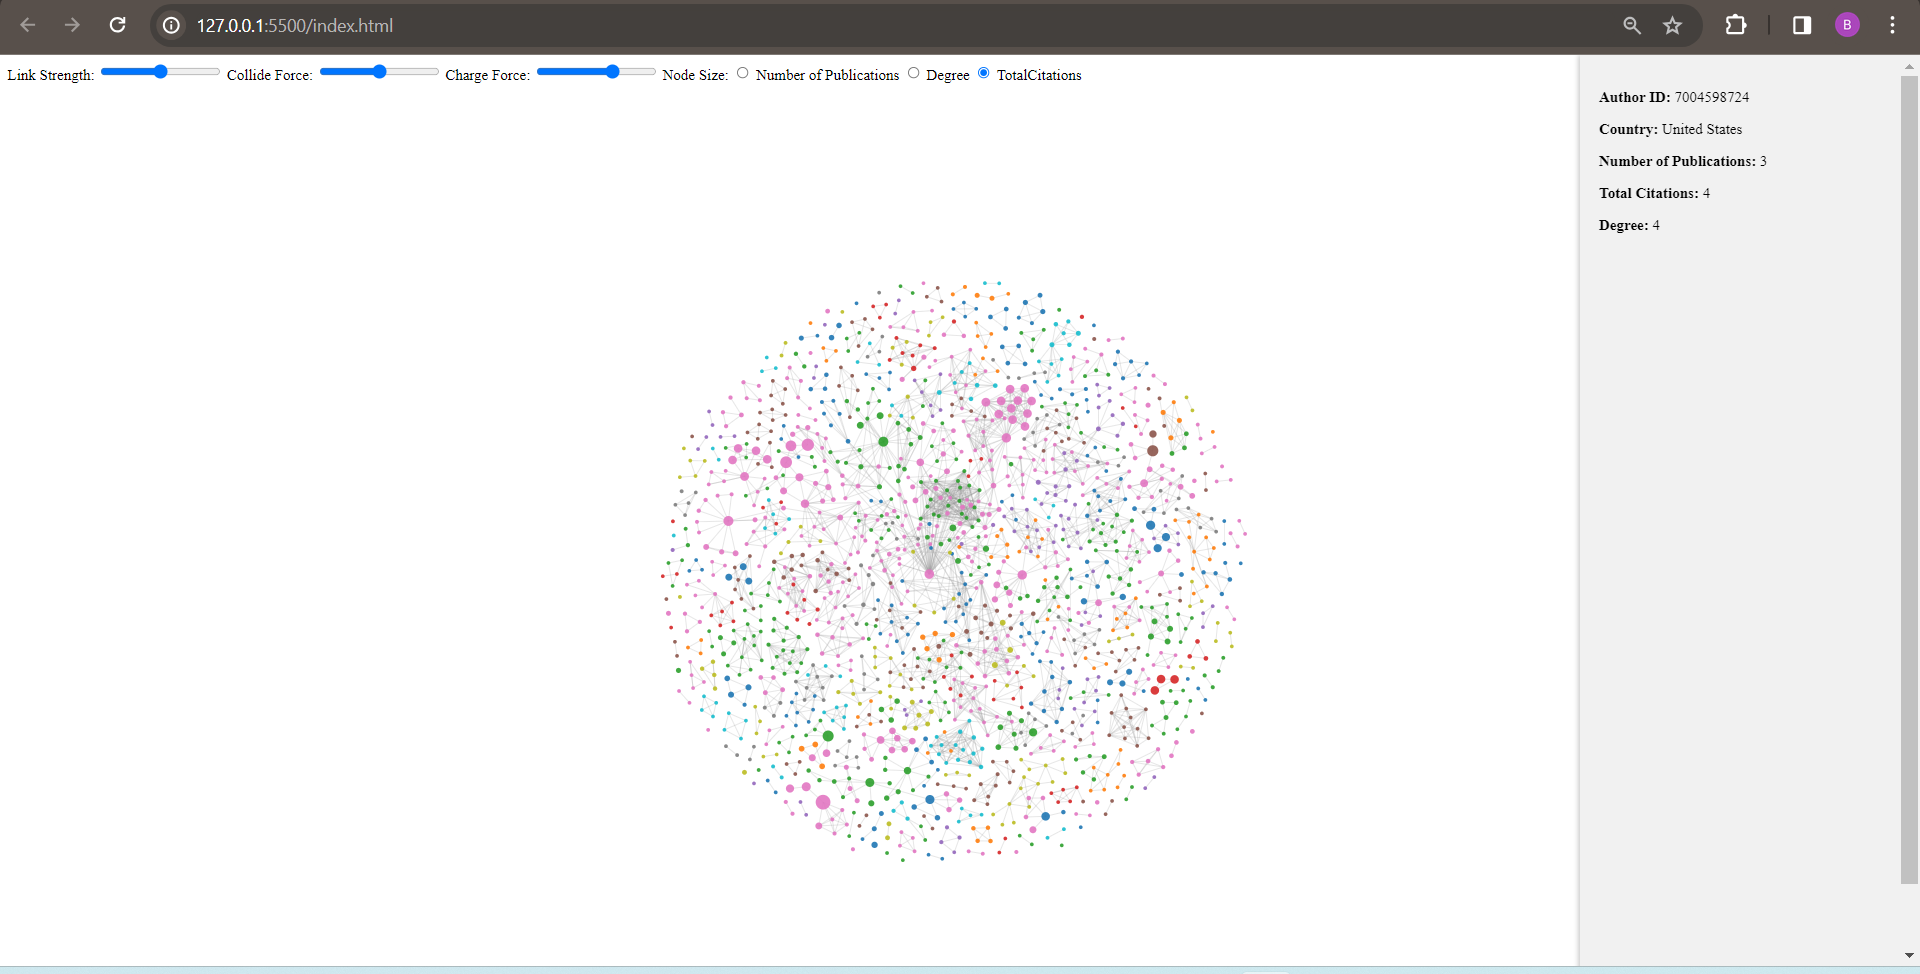 127.0.0.1:5500/index.html
B
Link Strength: Collide Force: Charge Force: Node Size: Number of Publications Degree TotalCitations
Author ID: 7004598724
Country: United States
Number of Publications: 3
Total Citations: 4
Degree: 4